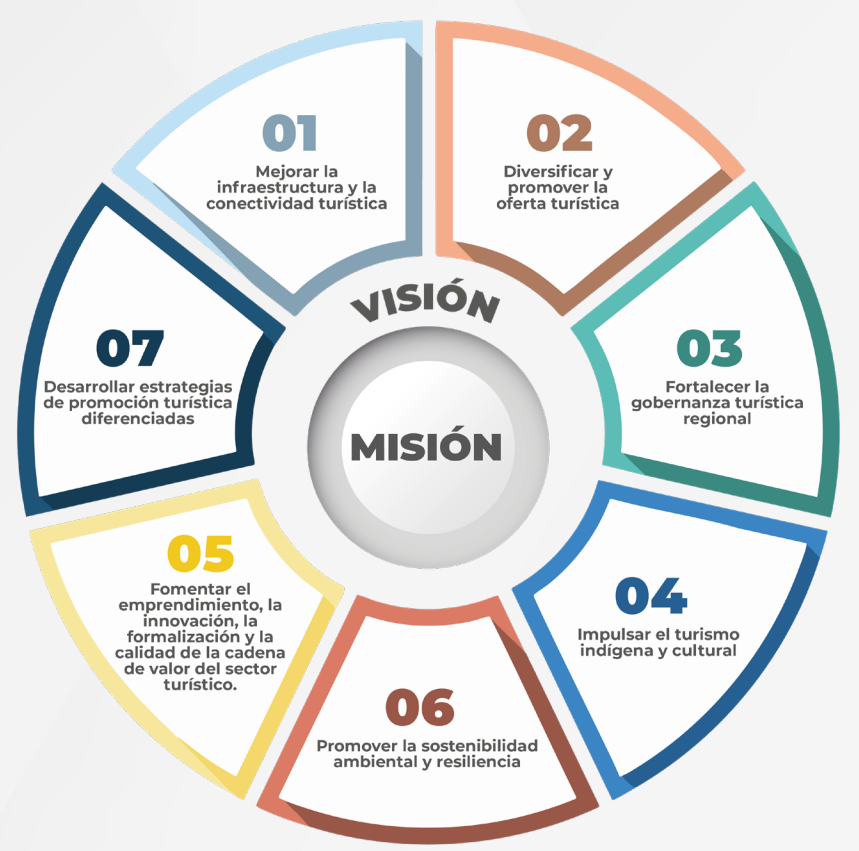 01
Mejorar la
infraestructura y la
conectividad turística
02
Diversificar y
promover la
oferta turística
03
Fortalecer la
gobernanza turística
regional
04
Impulsar el turismo
indígena y cultural
05
Fomentar el
emprendimiento, la
innovación, la
formalización y la
calidad de la cadena
de valor del sector
turístico.
06
Promover la sostenibilidad
ambiental y resiliencia
07
Desarrollar estrategias
de promoción turística
diferenciadas
VISIÓN
MISIÓN